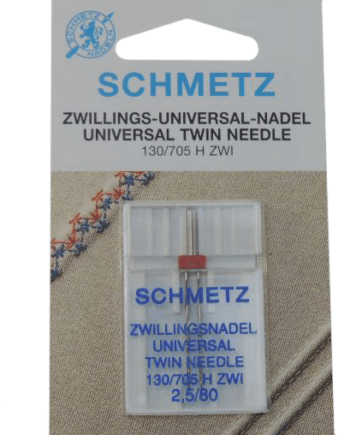 SCHMETZ
ZWILLINGS-UNIVERSAL-NADEL
UNIVERSAL TWIN NEEDLE
130/705 H ZWI
SCHMETZ
ZWILLINGSNADEL
UNIVERSAL
TWIN NEEDLE
130/705 H ZWI
2,5/80